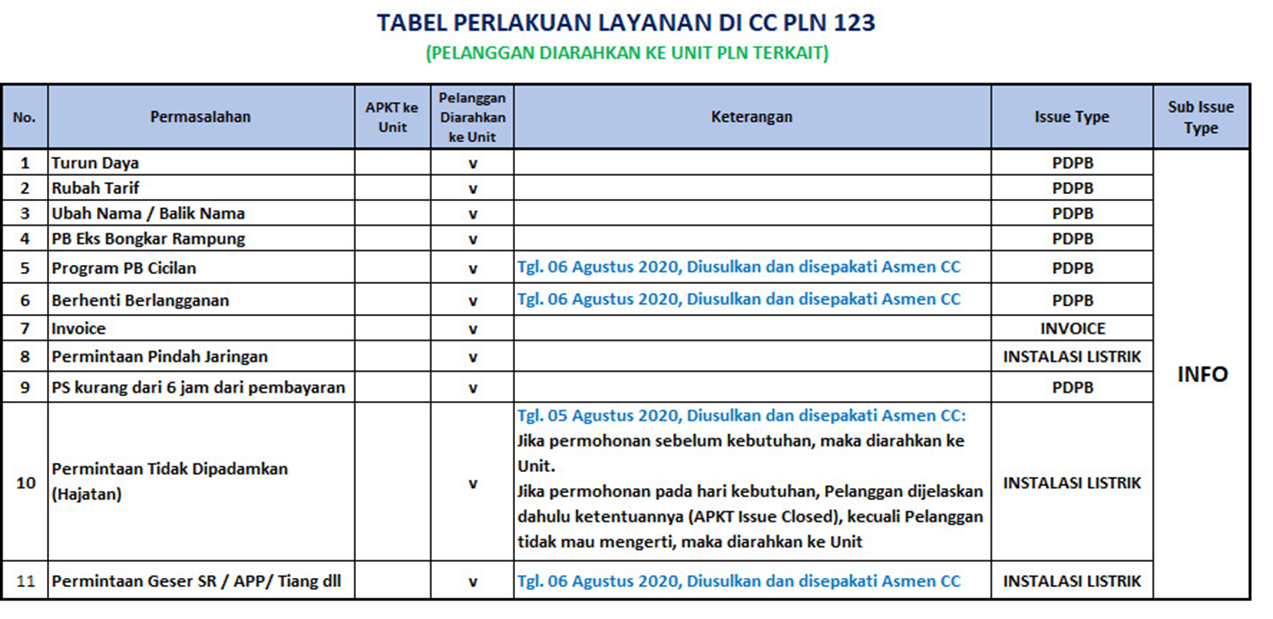 TABEL PERLAKUAN LAYANAN DI CC PLN 123
(PELANGGAN DIARAHKAN KE UNIT PLN TERKAIT)
No. Permasalahan APKT ke Unit Pelanggan Diarahkan ke Unit Keterangan Issue Type Sub Issue Type
1 Turun Daya v PDPB
2 Rubah Tarif v PDPB
3 Ubah Nama / Balik Nama v PDPB
4 PB Eks Bongkar Rampung v PDPB
5 Program PB Cicilan v Tgl. 06 Agustus 2020, Diusulkan dan disepakati Asmen CC PDPB
6 Berhenti Berlangganan v Tgl. 06 Agustus 2020, Diusulkan dan disepakati Asmen CC PDPB
7 Invoice v INVOICE
8 Permintaan Pindah Jaringan v INSTALASI LISTRIK
INFO
9 PS kurang dari 6 jam dari pembayaran v PDPB
10 Permintaan Tidak Dipadamkan
(Hajatan)
v
Tgl. 05 Agustus 2020, Diusulkan dan disepakati Asmen CC:
Jika permohonan sebelum kebutuhan, maka diarahkan ke
Unit.
Jika permohonan pada hari kebutuhan, Pelanggan dijelaskan
dahulu ketentuannya (APKT Issue Closed), kecuali Pelanggan
tidak mau mengerti, maka diarahkan ke Unit
INSTALASI LISTRIK
11 Permintaan Geser SR / APP/ Tiang dll v Tgl. 06 Agustus 2020, Diusulkan dan disepakati Asmen CC INSTALASI LISTRIK